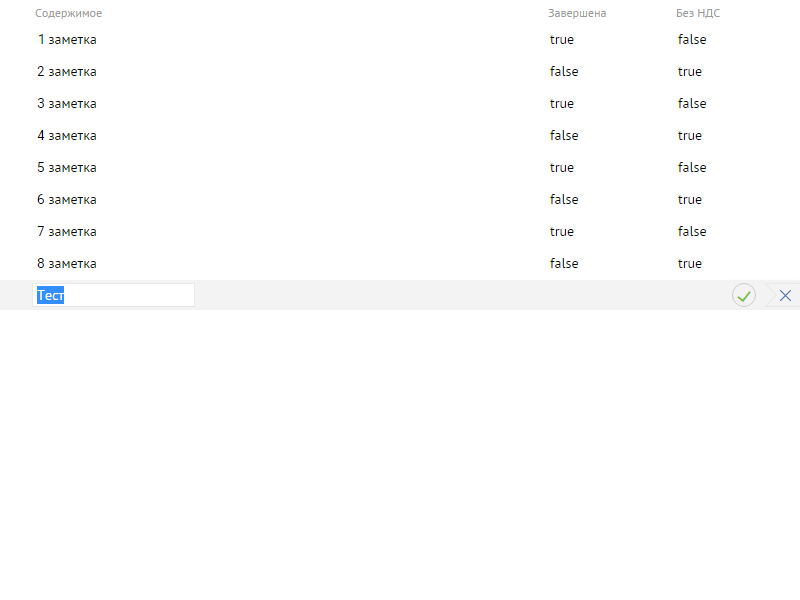 Содержимое Завершена Без НДС
1 заметка true false
2 заметка false true
3 заметка true false
4 заметка false true
5 заметка true false
6 заметка false true
7 заметка true false
8 заметка false true
Тест